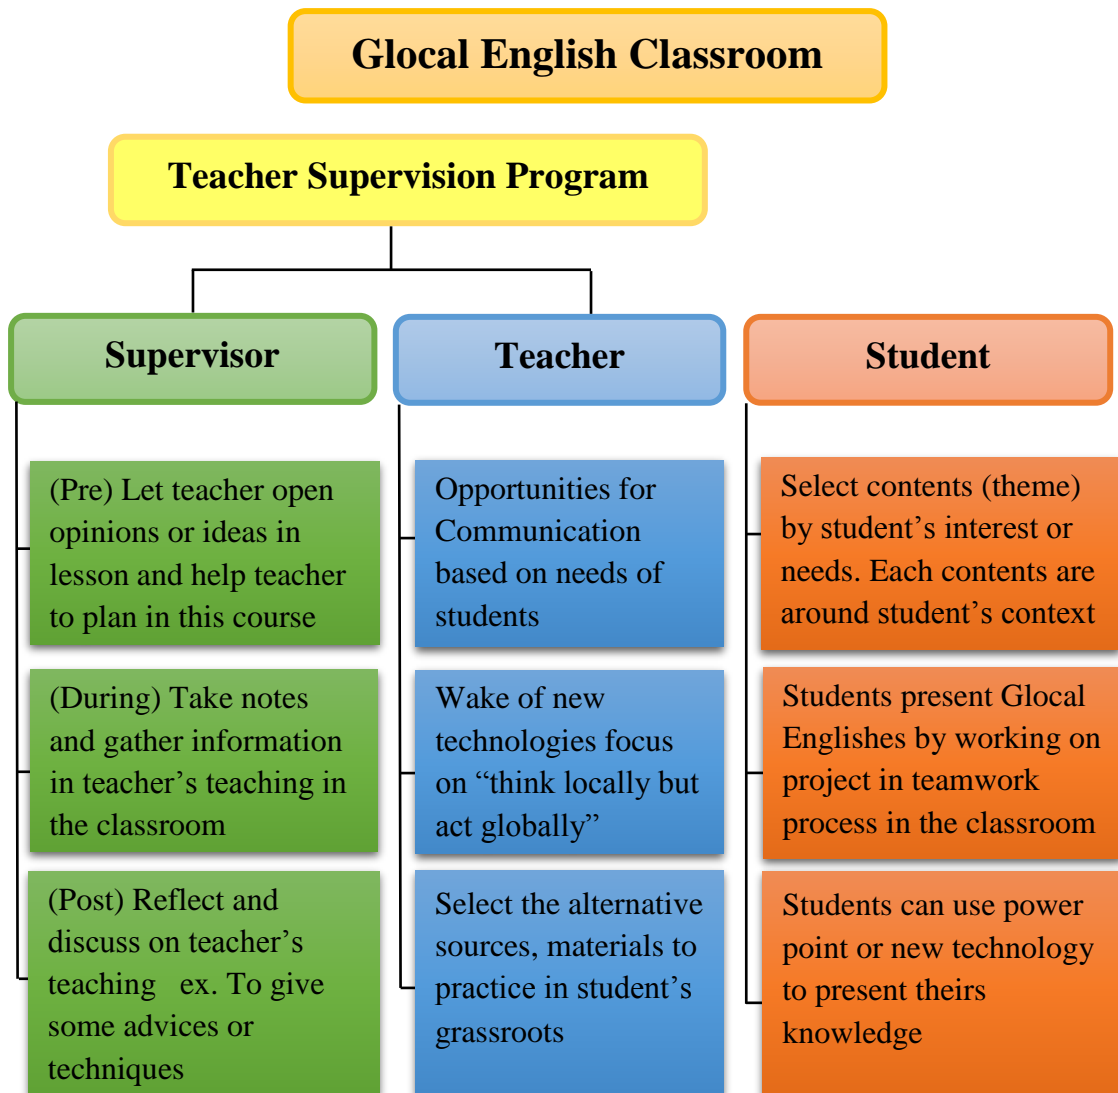 Glocal English Classroom
Teacher Supervision Program
Supervisor
(Pre) Let teacher open
opinions or ideas in
lesson and help teacher
to plan in this course
(During) Take notes
and gather information
in teacher's teaching in
the classroom
(Post) Reflect and
discuss on teacher's
teaching ex. To give
some advices or
techniques
Teacher
Opportunities for
Communication
based on needs of
students
Wake of new
technologies focus
on “think locally but
act globally”
Select the alternative
sources, materials to
practice in student's
grassroots
Student
Select contents (theme)
by student's interest or
needs. Each contents are
around student's context
Students present Glocal
Englishes by working on
project in teamwork
process in the classroom
Students can use power
point or new technology
to present theirs
knowledge